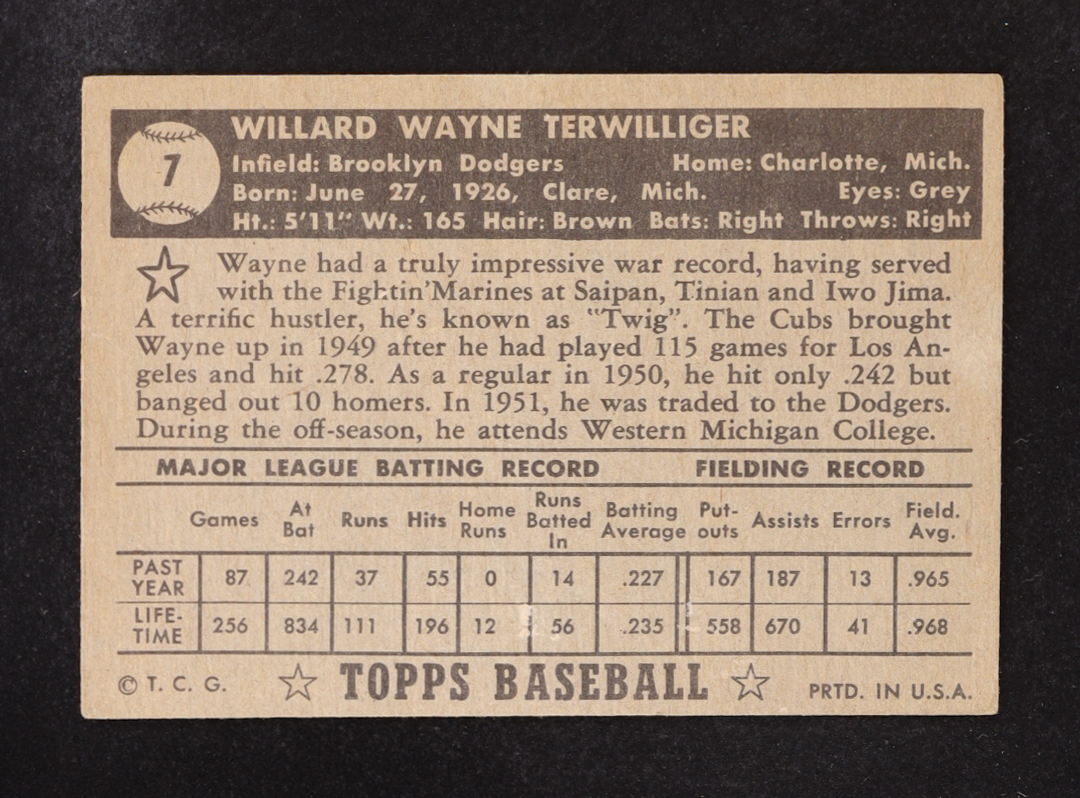 7
WILLARD WAYNE TERWILLIGER
Infield: Brooklyn Dodgers Home: Charlotte, Mich.
Born: June 27, 1926, Clare, Mich. Eyes: Grey
Ht.: 5'11" Wt.: 165 Hair: Brown Bats: Right Throws: Right
Wayne had a truly impressive war record, having served
with the Fightin'Marines at Saipan, Tinian and Iwo Jima.
A terrific hustler, he's known as "Twig". The Cubs brought
Wayne up in 1949 after he had played 115 games for Los An-
geles and hit .278. As a regular in 1950, he hit only .242 but
banged out 10 homers. In 1951, he was traded to the Dodgers.
During the off-season, he attends Western Michigan College.
MAJOR LEAGUE BATTING RECORD FIELDING RECORD
Games At Bat Runs Hits Home Runs Runs Batted In Batting Average Put-outs Assists Errors Field. Avg.
PAST YEAR 87 242 37 55 0 14 .227 167 187 13 .965
LIFE-TIME 256 834 111 196 12 56 .235 558 670 41 .968
© T. C. G. TOPPS BASEBALL PRTD. IN U.S.A.